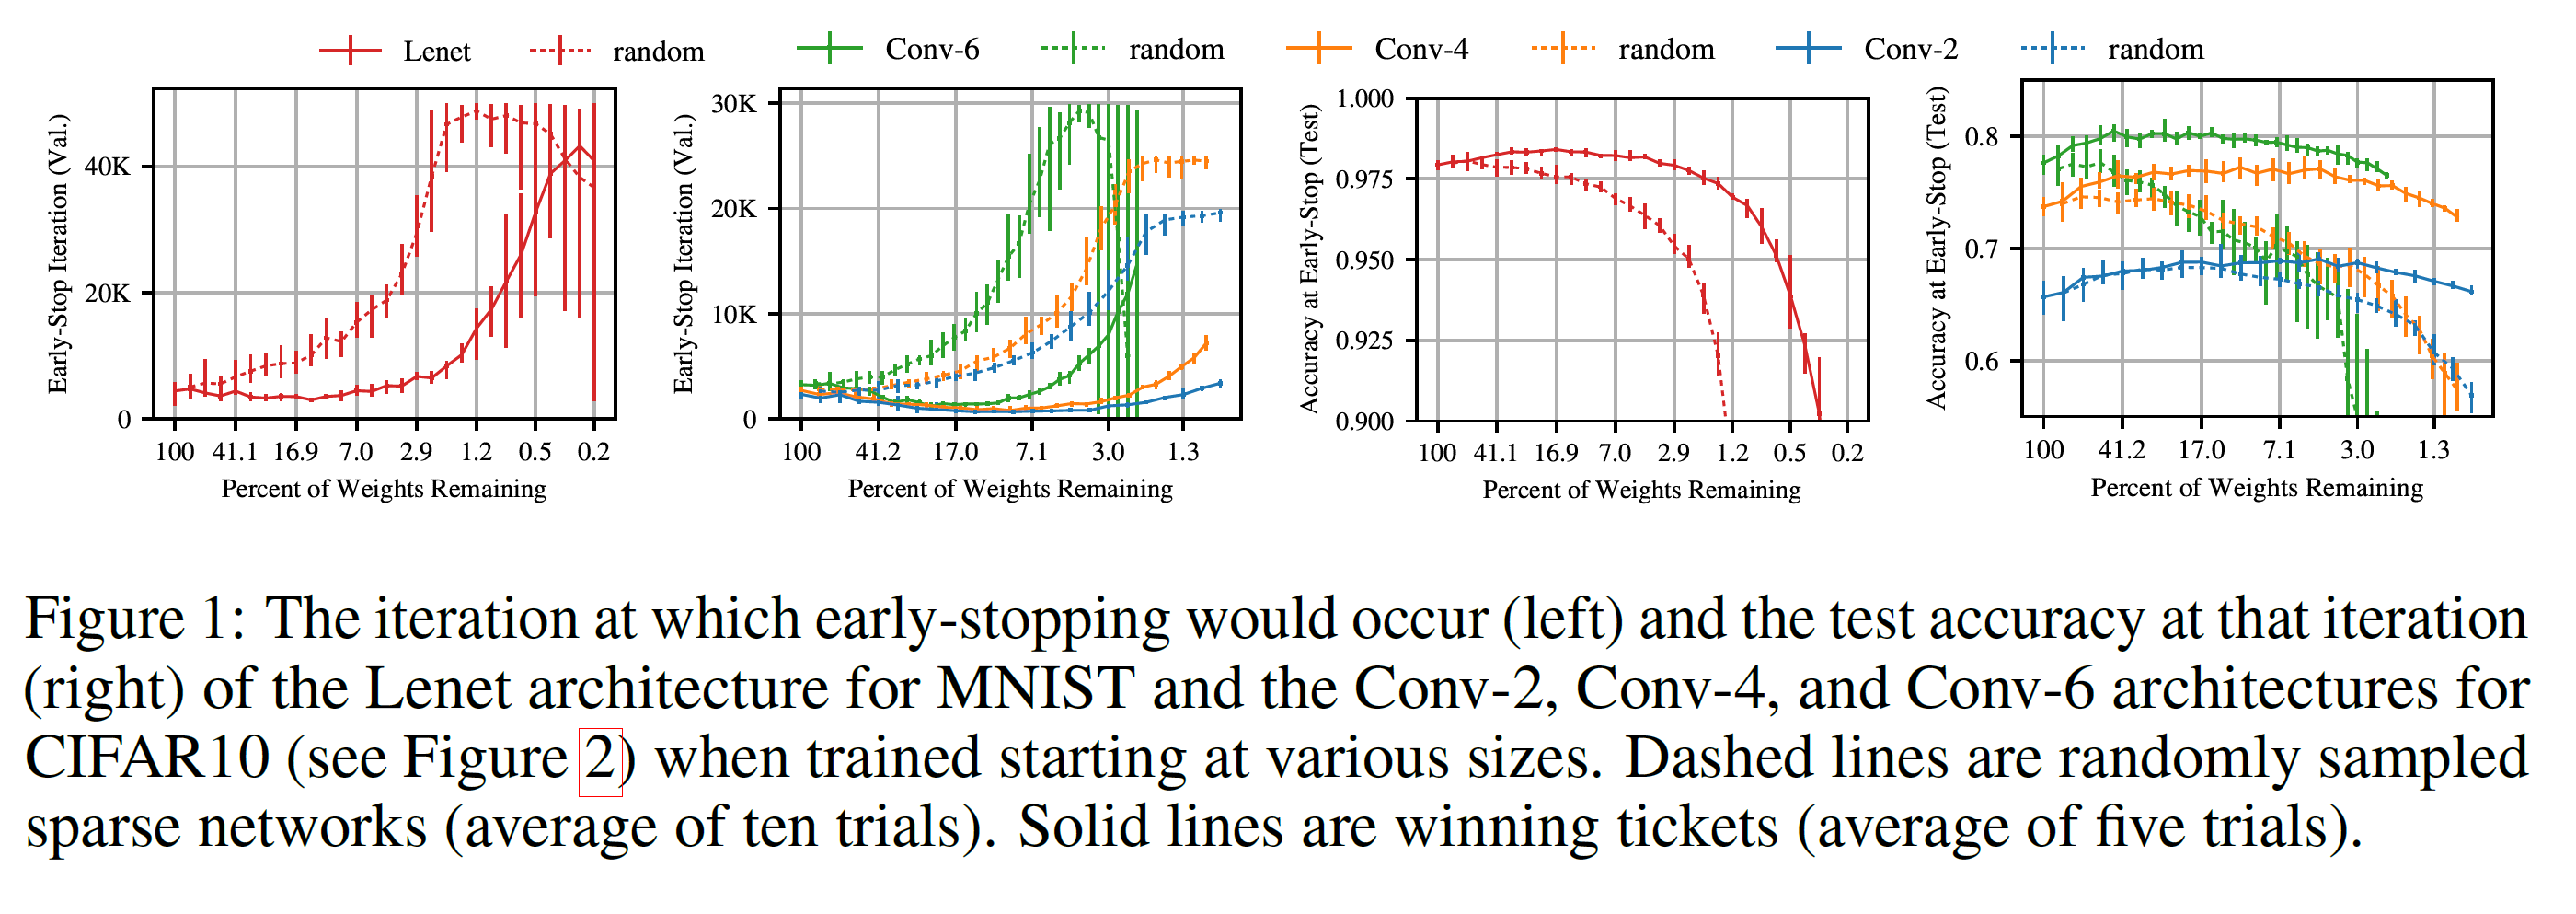 Lenet random Conv-6 random Conv-4 random Conv-2 random
Early-Stop Iteration (Val.)
40K
20K
0
100 41.1 16.9 7.0 2.9 1.2 0.5 0.2
Percent of Weights Remaining
Early-Stop Iteration (Val.)
30K
20K
10K
0
100 41.2 17.0 7.1 3.0 1.3
Percent of Weights Remaining
Accuracy at Early-Stop (Test)
1.000
0.975
0.950
0.925
0.900
100 41.1 16.9 7.0 2.9 1.2 0.5 0.2
Percent of Weights Remaining
Accuracy at Early-Stop (Test)
0.8
0.7
0.6
100 41.2 17.0 7.1 3.0 1.3
Percent of Weights Remaining
Figure 1: The iteration at which early-stopping would occur (left) and the test accuracy at that iteration
(right) of the Lenet architecture for MNIST and the Conv-2, Conv-4, and Conv-6 architectures for
CIFAR10 (see Figure 2) when trained starting at various sizes. Dashed lines are randomly sampled
sparse networks (average of ten trials). Solid lines are winning tickets (average of five trials).